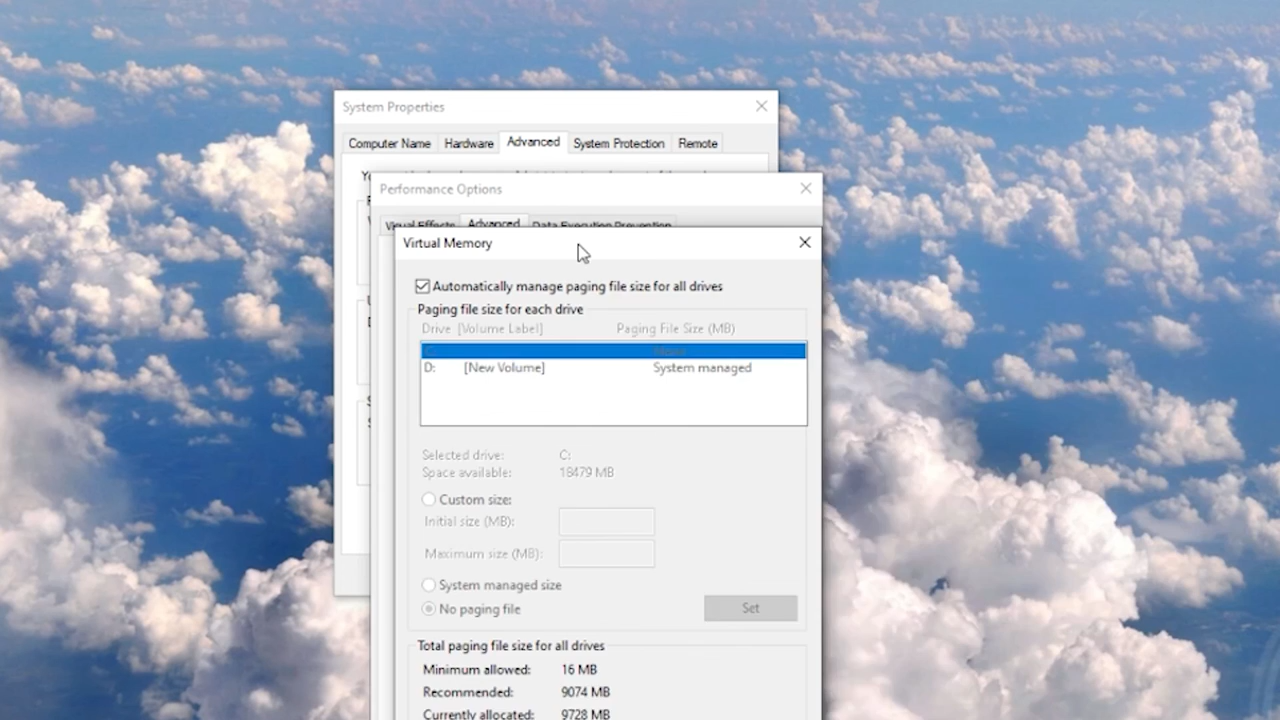 System Properties
Computer Name Hardware Advanced System Protection Remote
Performance Options
Visual Effects Advanced Data Execution Prevention
Virtual Memory
Automatically manage paging file size for all drives
Paging file size for each drive
Drive [Volume Label] Paging File Size (MB)
D: [New Volume] System managed
Selected drive: C:
Space available: 18479 MB
Custom size:
Initial size (MB):
Maximum size (MB):
System managed size
No paging file Set
Total paging file size for all drives
Minimum allowed: 16 MB
Recommended: 9074 MB
Currently allocated: 9728 MB